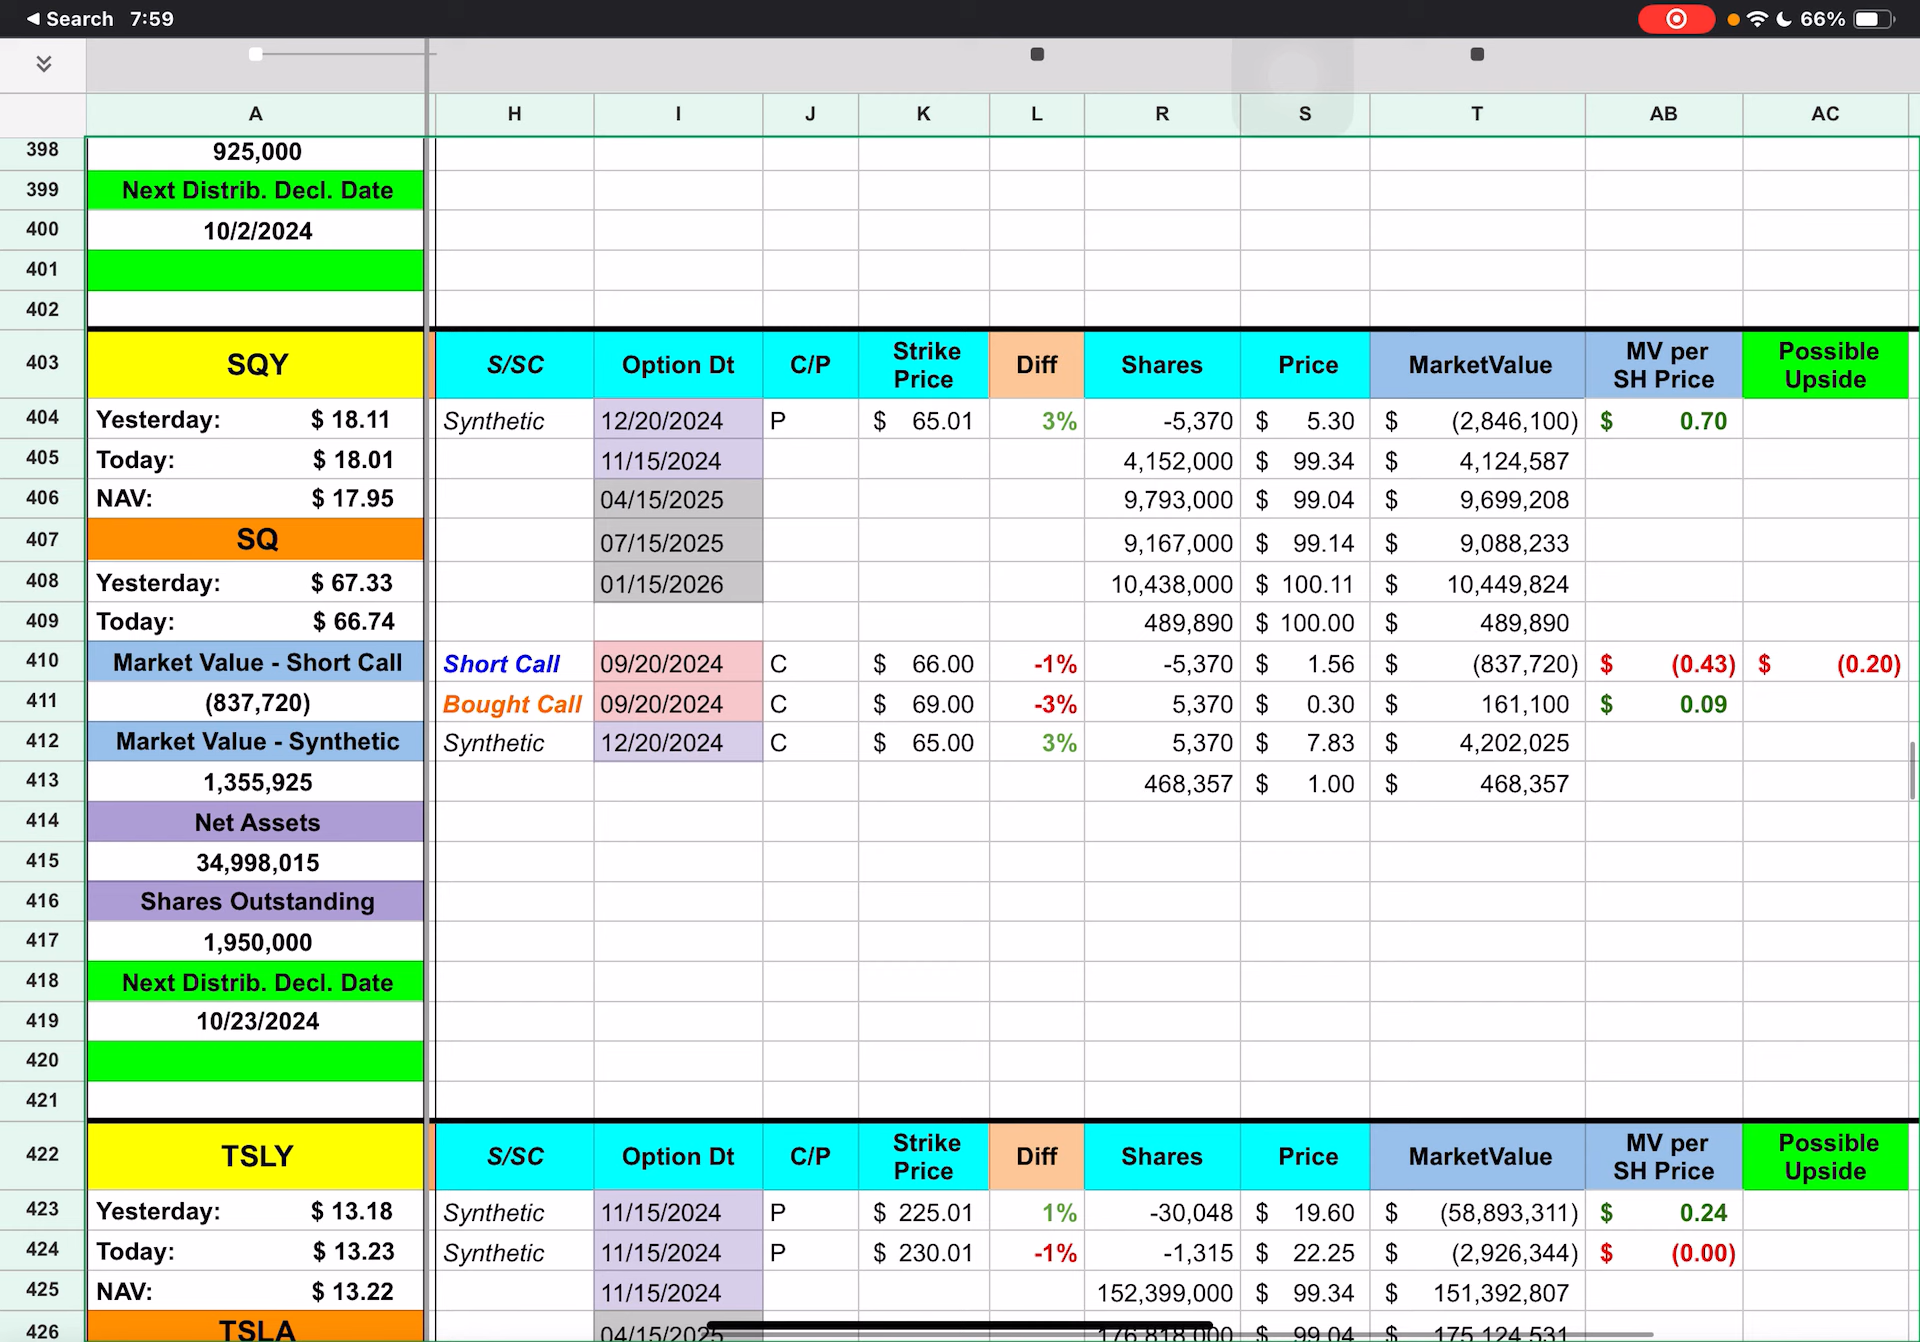 ◀ Search 7:59 66%
A H I J K L R S T AB AC
398 925,000
399 Next Distrib. Decl. Date
400 10/2/2024
401
402
403 SQY S/SC Option Dt C/P Strike Price Diff Shares Price MarketValue MV per SH Price Possible Upside
404 Yesterday: $ 18.11 Synthetic 12/20/2024 P $ 65.01 3% -5,370 $ 5.30 $ (2,846,100) $ 0.70
405 Today: $ 18.01 11/15/2024 4,152,000 $ 99.34 $ 4,124,587
406 NAV: $ 17.95 04/15/2025 9,793,000 $ 99.04 $ 9,699,208
407 SQ 07/15/2025 9,167,000 $ 99.14 $ 9,088,233
408 Yesterday: $ 67.33 01/15/2026 10,438,000 $ 100.11 $ 10,449,824
409 Today: $ 66.74 489,890 $ 100.00 $ 489,890
410 Market Value - Short Call Short Call 09/20/2024 C $ 66.00 -1% -5,370 $ 1.56 $ (837,720) $ (0.43) $ (0.20)
411 (837,720) Bought Call 09/20/2024 C $ 69.00 -3% 5,370 $ 0.30 $ 161,100 $ 0.09
412 Market Value - Synthetic Synthetic 12/20/2024 C $ 65.00 3% 5,370 $ 7.83 $ 4,202,025
413 1,355,925 468,357 $ 1.00 $ 468,357
414 Net Assets
415 34,998,015
416 Shares Outstanding
417 1,950,000
418 Next Distrib. Decl. Date
419 10/23/2024
420
421
422 TSLY S/SC Option Dt C/P Strike Price Diff Shares Price MarketValue MV per SH Price Possible Upside
423 Yesterday: $ 13.18 Synthetic 11/15/2024 P $ 225.01 1% -30,048 $ 19.60 $ (58,893,311) $ 0.24
424 Today: $ 13.23 Synthetic 11/15/2024 P $ 230.01 -1% -1,315 $ 22.25 $ (2,926,344) $ (0.00)
425 NAV: $ 13.22 11/15/2024 152,399,000 $ 99.34 $ 151,392,807
426 TSLA 04/15/2025 176,818,000 $ 99.04 $ 175,124,531